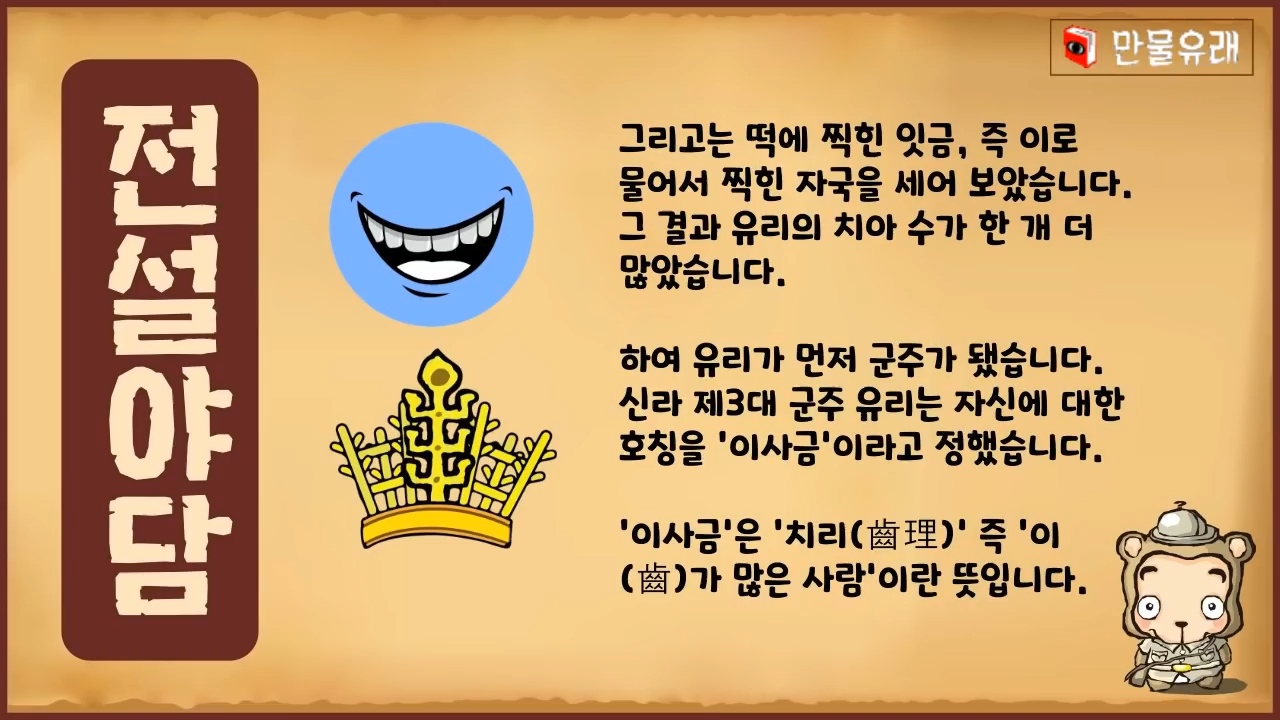 만물유래
전설야담
그리고는 떡에 찍힌 잇금, 즉 이로
물어서 찍힌 자국을 세어 보았습니다.
그 결과 유리의 치아 수가 한 개 더
많았습니다.
하여 유리가 먼저 군주가 됐습니다.
신라 제3대 군주 유리는 자신에 대한
호칭을 '이사금'이라고 정했습니다.
'이사금'은 '치리(齒理)' 즉 '이
(齒)가 많은 사람'이란 뜻입니다.